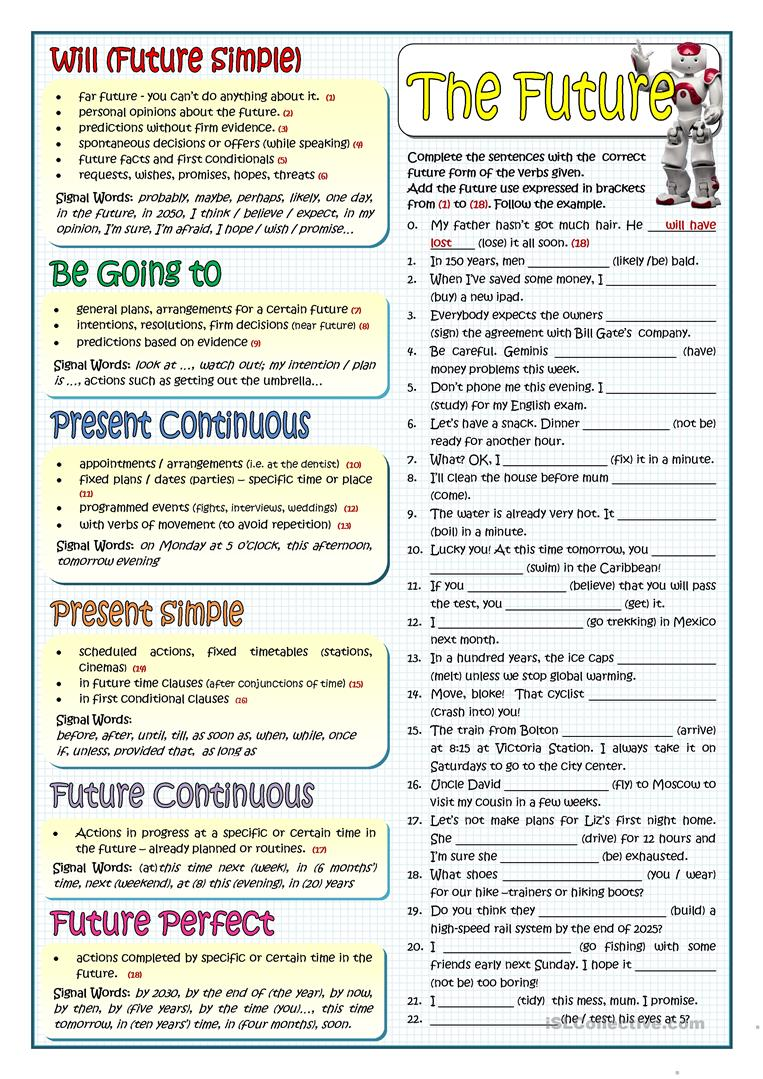 Will (Future Simple)
• far future - you can't do anything about it. (1)
• personal opinions about the future. (2)
• predictions without firm evidence. (3)
• spontaneous decisions or offers (while speaking) (4)
• future facts and first conditionals (5)
• requests, wishes, promises, hopes, threats (6)
Signal Words: probably, maybe, perhaps, likely, one day,
in the future, in 2050, I think / believe / expect, in my
opinion, I'm sure, I'm afraid, I hope / wish / promise...
Be Going to
• general plans, arrangements for a certain future (7)
• intentions, resolutions, firm decisions (near future) (8)
• predictions based on evidence (9)
Signal Words: look at ..., watch out!; my intention / plan
is ..., actions such as getting out the umbrella...
Present Continuous
• appointments / arrangements (i.e. at the dentist) (10)
• fixed plans / dates (parties) – specific time or place
(11)
• programmed events (fights, interviews, weddings) (12)
• with verbs of movement (to avoid repetition) (13)
Signal Words: on Monday at 5 o'clock, this afternoon,
tomorrow evening
Present Simple
• scheduled actions, fixed timetables (stations,
cinemas) (14)
• in future time clauses (after conjunctions of time) (15)
• in first conditional clauses (16)
Signal Words:
before, after, until, till, as soon as, when, while, once
if, unless, provided that, as long as
Future Continuous
• Actions in progress at a specific or certain time in
the future – already planned or routines. (17)
Signal Words: (at)this time next (week), in (6 months')
time, next (weekend), at (8) this (evening), in (20) years
Future Perfect
• actions completed by specific or certain time in the
future. (18)
Signal Words: by 2030, by the end of (the year), by now,
by then, by (five years), by the time (you)..., this time
tomorrow, in (ten years') time, in (four months), soon.
The Future
Complete the sentences with the correct
future form of the verbs given.
Add the future use expressed in brackets
from (1) to (18). Follow the example.
0. My father hasn't got much hair. He ___will have
lost____ (lose) it all soon. (18)
1. In 150 years, men ____________ (likely /be) bald.
2. When I've saved some money, I ________________
(buy) a new ipad.
3. Everybody expects the owners ________________
(sign) the agreement with Bill Gate's company.
4. Be careful. Geminis __________________ (have)
money problems this week.
5. Don't phone me this evening. I ________________
(study) for my English exam.
6. Let's have a snack. Dinner _____________ (not be)
ready for another hour.
7. What? OK, I ________________ (fix) it in a minute.
8. I'll clean the house before mum ________________
(come).
9. The water is already very hot. It _______________
(boil) in a minute.
10. Lucky you! At this time tomorrow, you __________
______________ (swim) in the Caribbean!
11. If you _______________ (believe) that you will pass
the test, you ______________________ (get) it.
12. I ______________________ (go trekking) in Mexico
next month.
13. In a hundred years, the ice caps _______________
(melt) unless we stop global warming.
14. Move, bloke! That cyclist ___________________
(crash into) you!
15. The train from Bolton _________________ (arrive)
at 8:15 at Victoria Station. I always take it on
Saturdays to go to the city center.
16. Uncle David ________________ (fly) to Moscow to
visit my cousin in a few weeks.
17. Let's not make plans for Liz's first night home.
She __________________ (drive) for 12 hours and
I'm sure she _________________ (be) exhausted.
18. What shoes _____________________ (you / wear)
for our hike –trainers or hiking boots?
19. Do you think they ___________________ (build) a
high-speed rail system by the end of 2025?
20. I ___________________ (go fishing) with some
friends early next Sunday. I hope it ____________
(not be) too boring!
21. I ___________ (tidy) this mess, mum. I promise.
22. ____________________(he / test) his eyes at 5?
iSLCollective.com